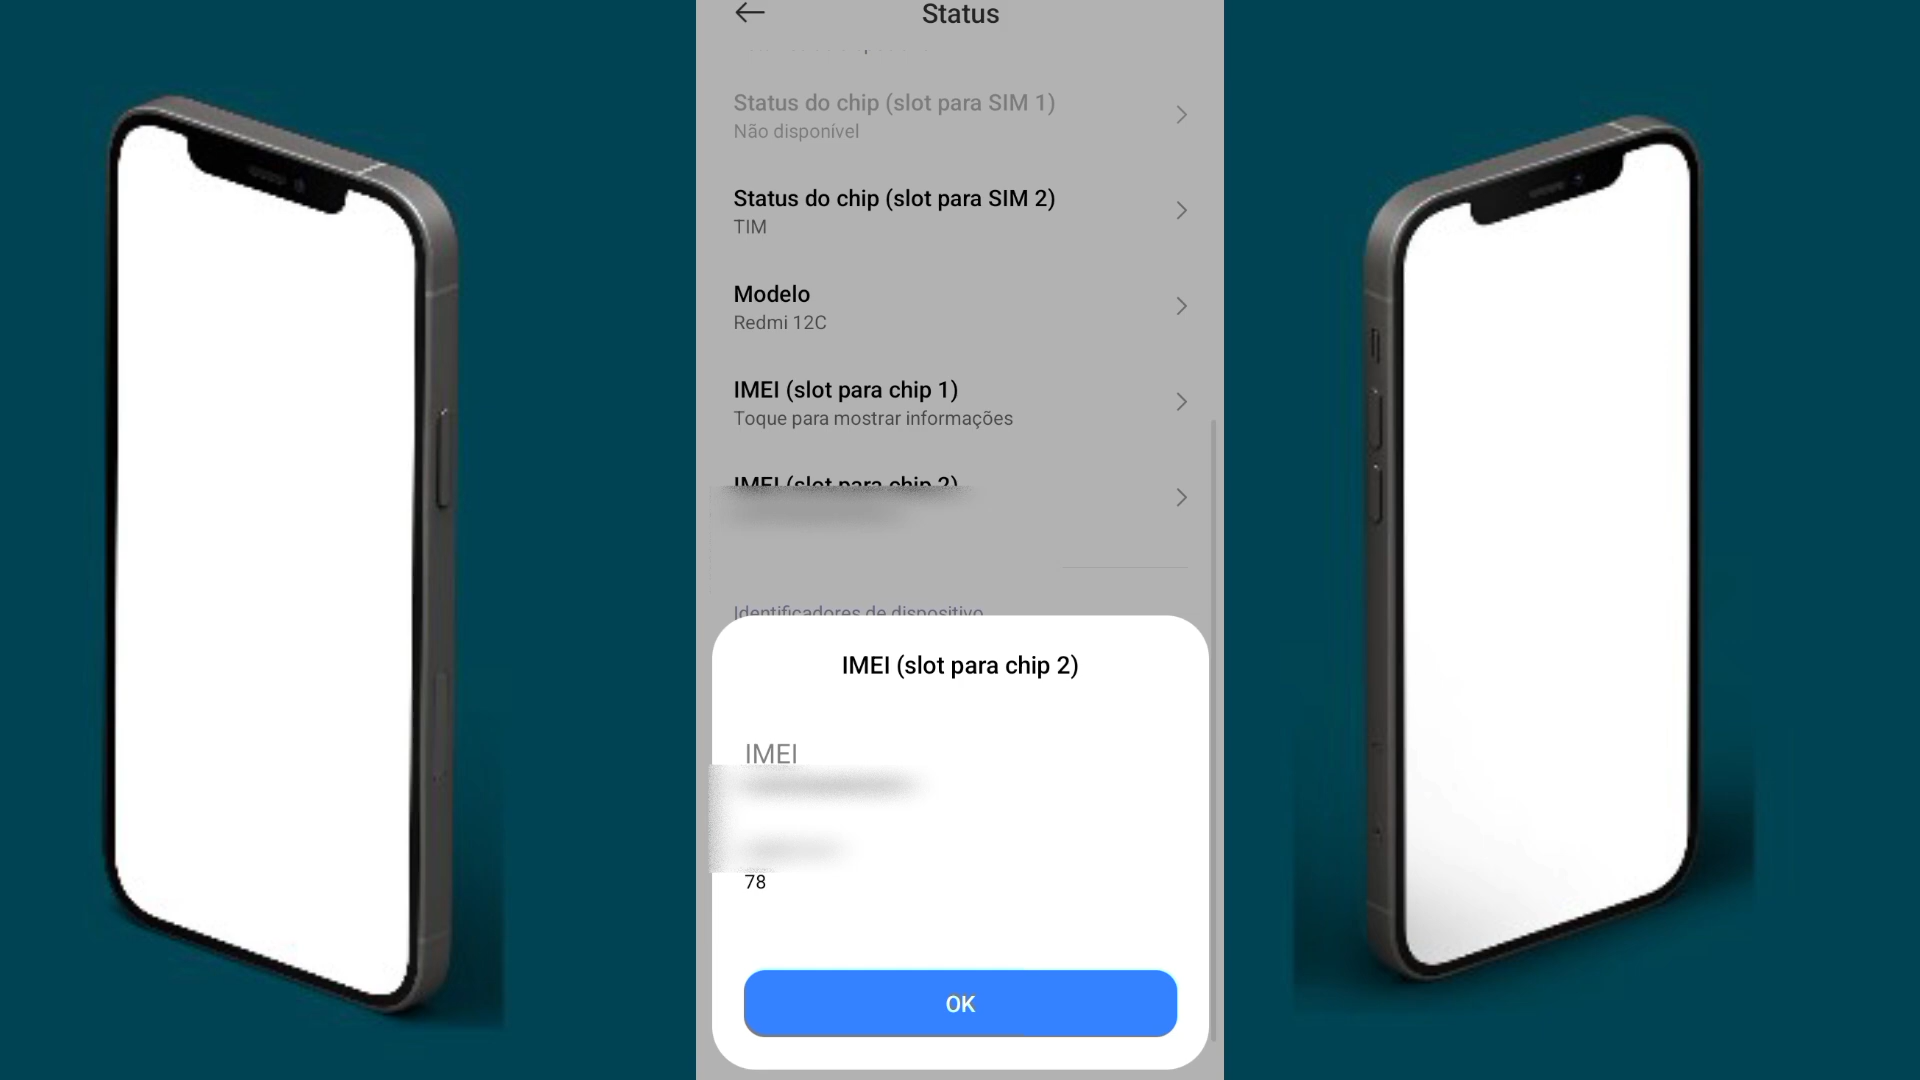 Status
Status do chip (slot para SIM 1)
Não disponível
Status do chip (slot para SIM 2)
TIM
Modelo
Redmi 12C
IMEI (slot para chip 1)
Toque para mostrar informações
IMEI (slot para chip 2)
Identificadores de dispositivo
IMEI (slot para chip 2)
IMEI
78
OK